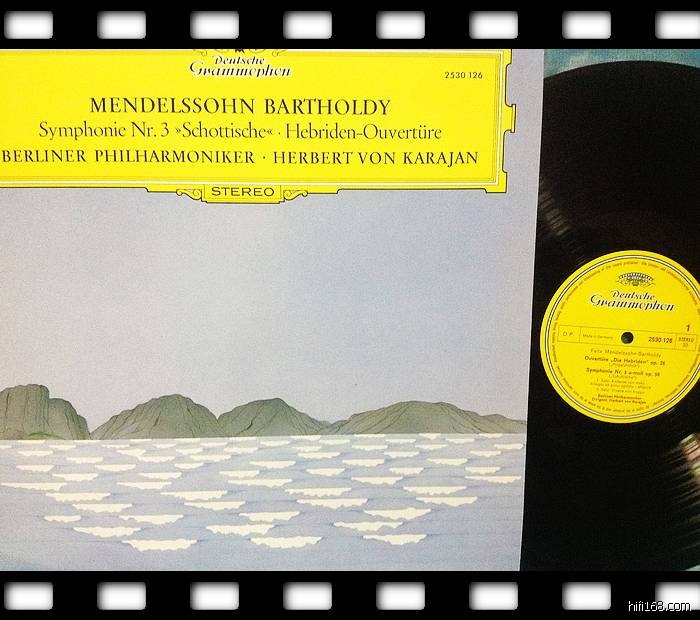 Deutsche
Grammophon
2530 126
MENDELSSOHN BARTHOLDY
Symphonie Nr. 3 »Schottische« · Hebriden-Ouvertüre
BERLINER PHILHARMONIKER · HERBERT VON KARAJAN
STEREO
Deutsche
Grammophon
1
D.P.
Made in Germany
2530 126
STEREO
33
Felix Mendelssohn-Bartholdy
Ouvertüre „Die Hebriden" op. 26
Symphonie Nr. 3 a-moll op. 56
Berliner Philharmoniker
Dirigent: Herbert von Karajan
hifi168.com